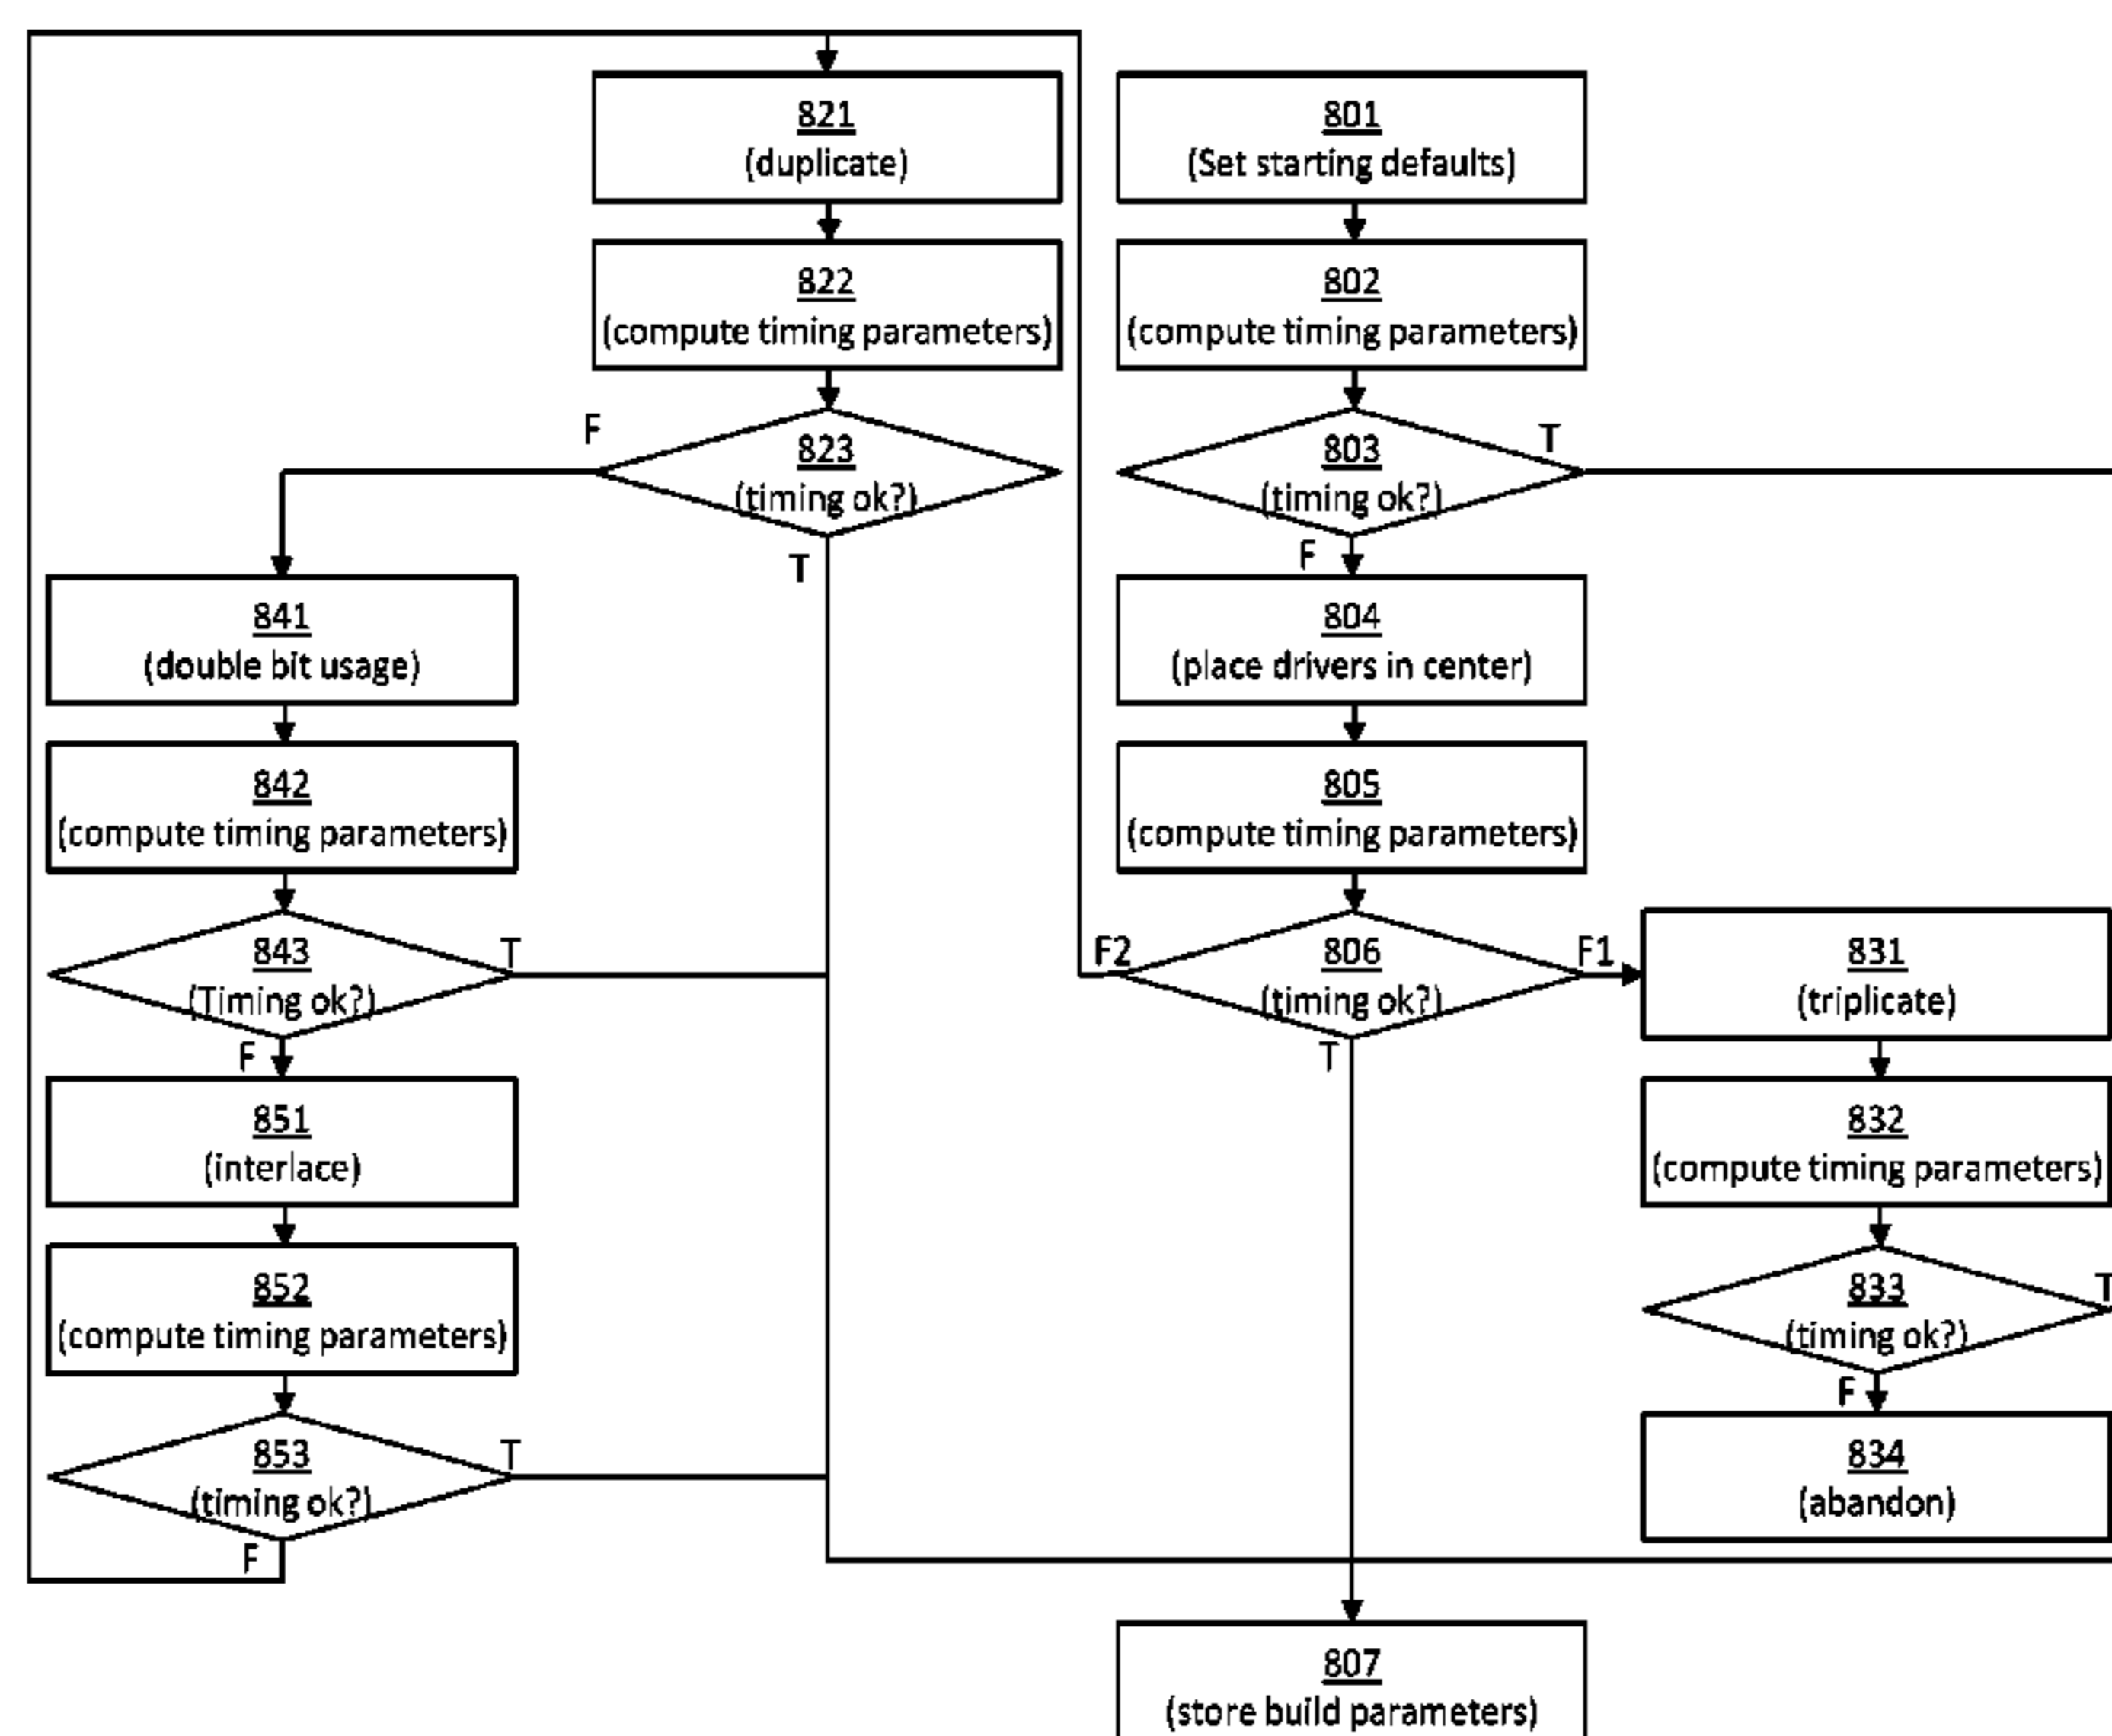 821
(duplicate)
822
(compute timing parameters)
F
823
(timing ok?)
T
841
(double bit usage)
842
(compute timing parameters)
843
(Timing ok?)
T
F
851
(interlace)
852
(compute timing parameters)
853
(timing ok?)
T
F
801
(Set starting defaults)
802
(compute timing parameters)
803
(timing ok?)
T
F
804
(place drivers in center)
805
(compute timing parameters)
F2
806
(timing ok?)
F1
T
831
(triplicate)
832
(compute timing parameters)
833
(timing ok?)
T
F
834
(abandon)
807
(store build parameters)